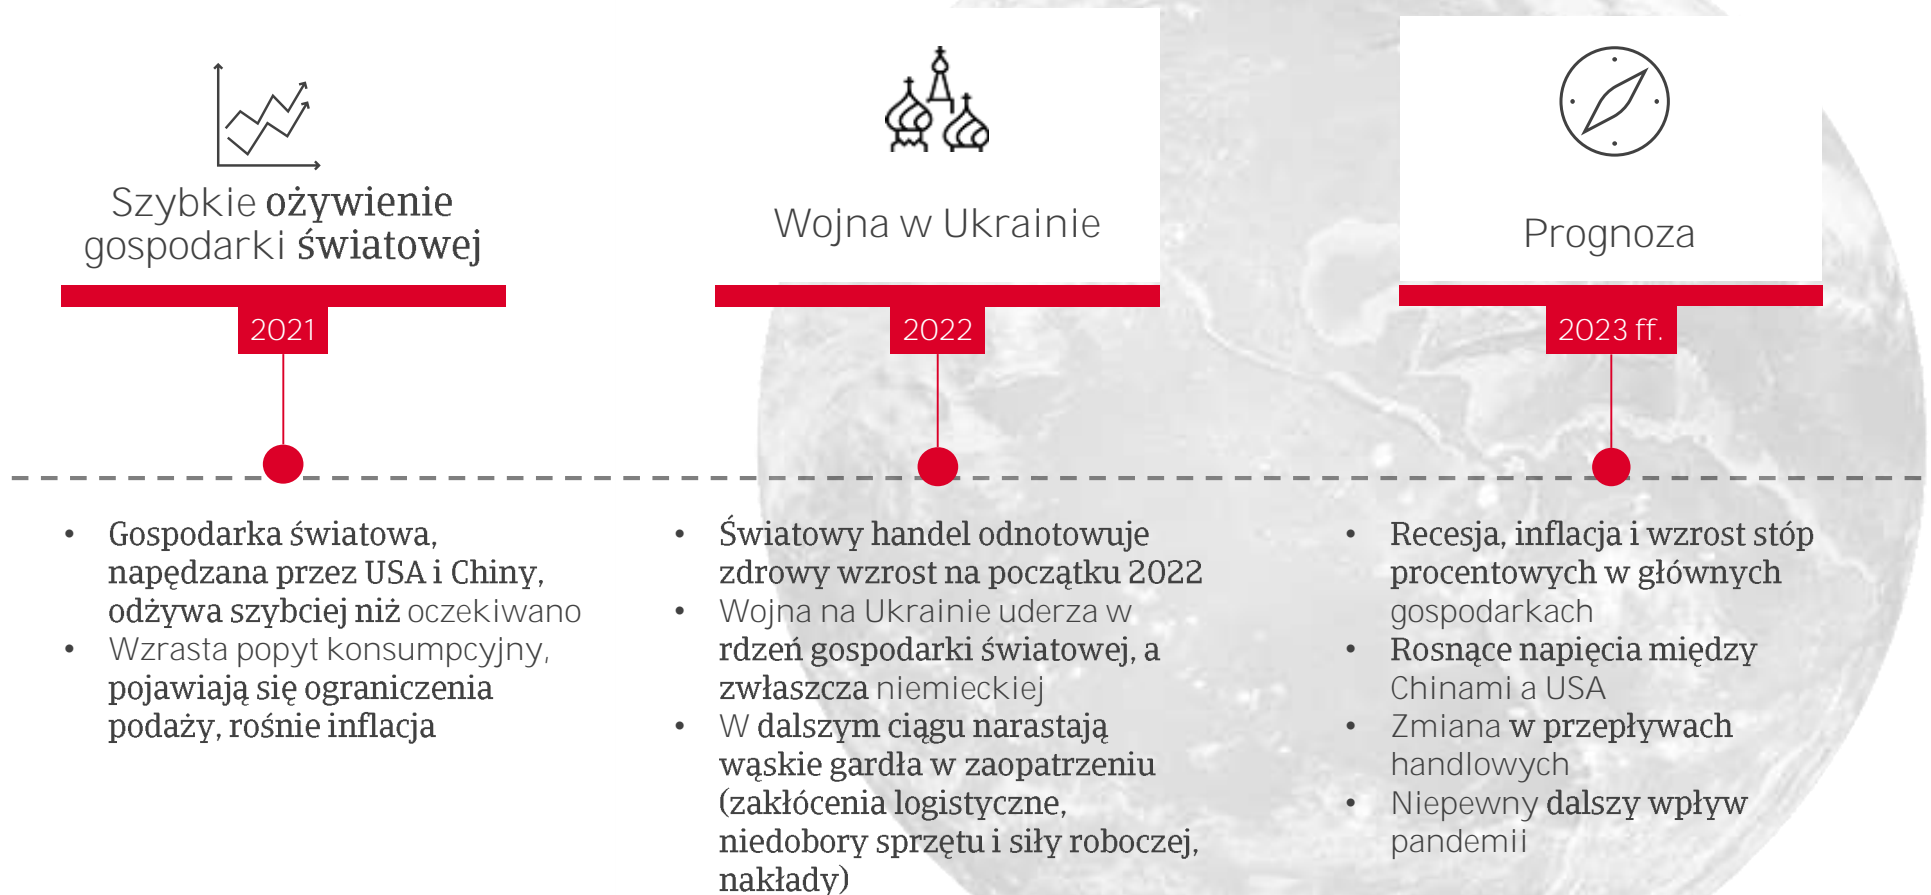 Szybkie ożywienie
gospodarki światowej
2021
• Gospodarka światowa,
napędzana przez USA i Chiny,
odżywa szybciej niż oczekiwano
• Wzrasta popyt konsumpcyjny,
pojawiają się ograniczenia
podaży, rośnie inflacja
Wojna w Ukrainie
2022
• Światowy handel odnotowuje
zdrowy wzrost na początku 2022
• Wojna na Ukrainie uderza w
rdzeń gospodarki światowej, a
zwłaszcza niemieckiej
• W dalszym ciągu narastają
wąskie gardła w zaopatrzeniu
(zakłócenia logistyczne,
niedobory sprzętu i siły roboczej,
nakłady)
Prognoza
2023 ff.
• Recesja, inflacja i wzrost stóp
procentowych w głównych
gospodarkach
• Rosnące napięcia między
Chinami a USA
• Zmiana w przepływach
handlowych
• Niepewny dalszy wpływ
pandemii